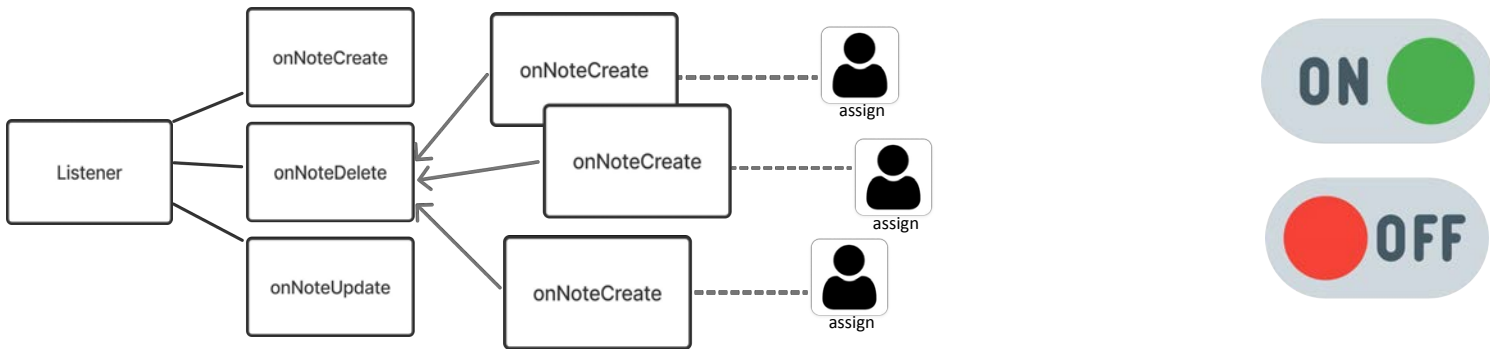 Listener
onNoteCreate
onNoteDelete
onNoteUpdate
onNoteCreate
onNoteCreate
onNoteCreate
assign
assign
assign
ON
OFF